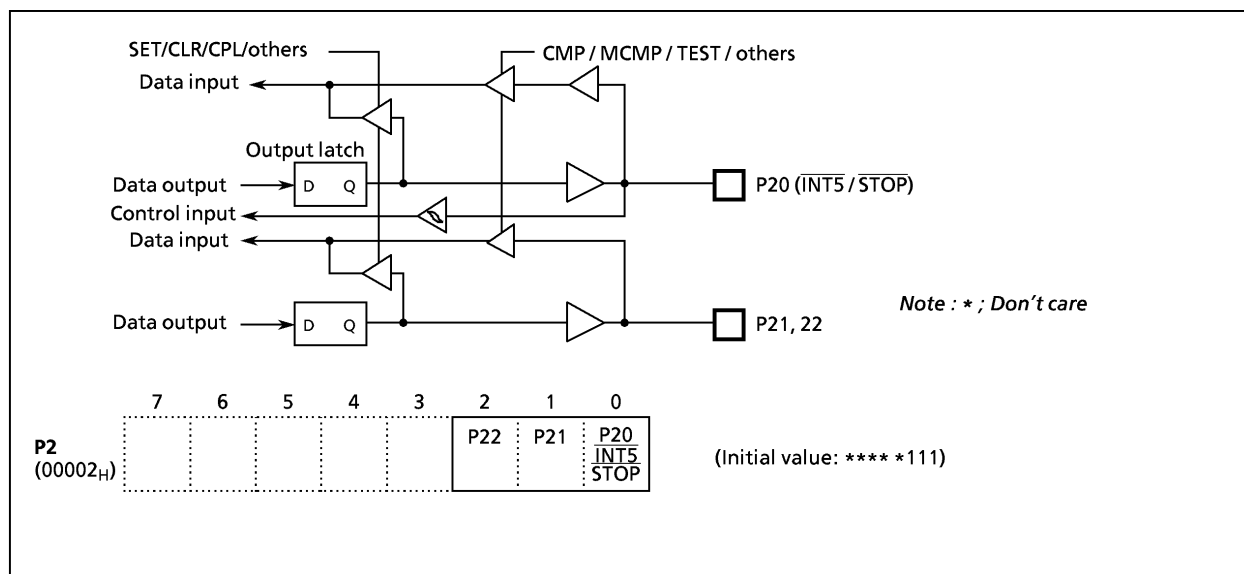 SET/CLR/CPL/others
CMP / MCMP / TEST / others
Data input
Output latch
Data output
D Q
P20 (INT5 / STOP)
Control input
Data input
Note : * ; Don't care
Data output
D Q
P21, 22
7 6 5 4 3 2 1 0
P2
(00002H)
P22 P21 P20
INT5
STOP
(Initial value: **** *111)